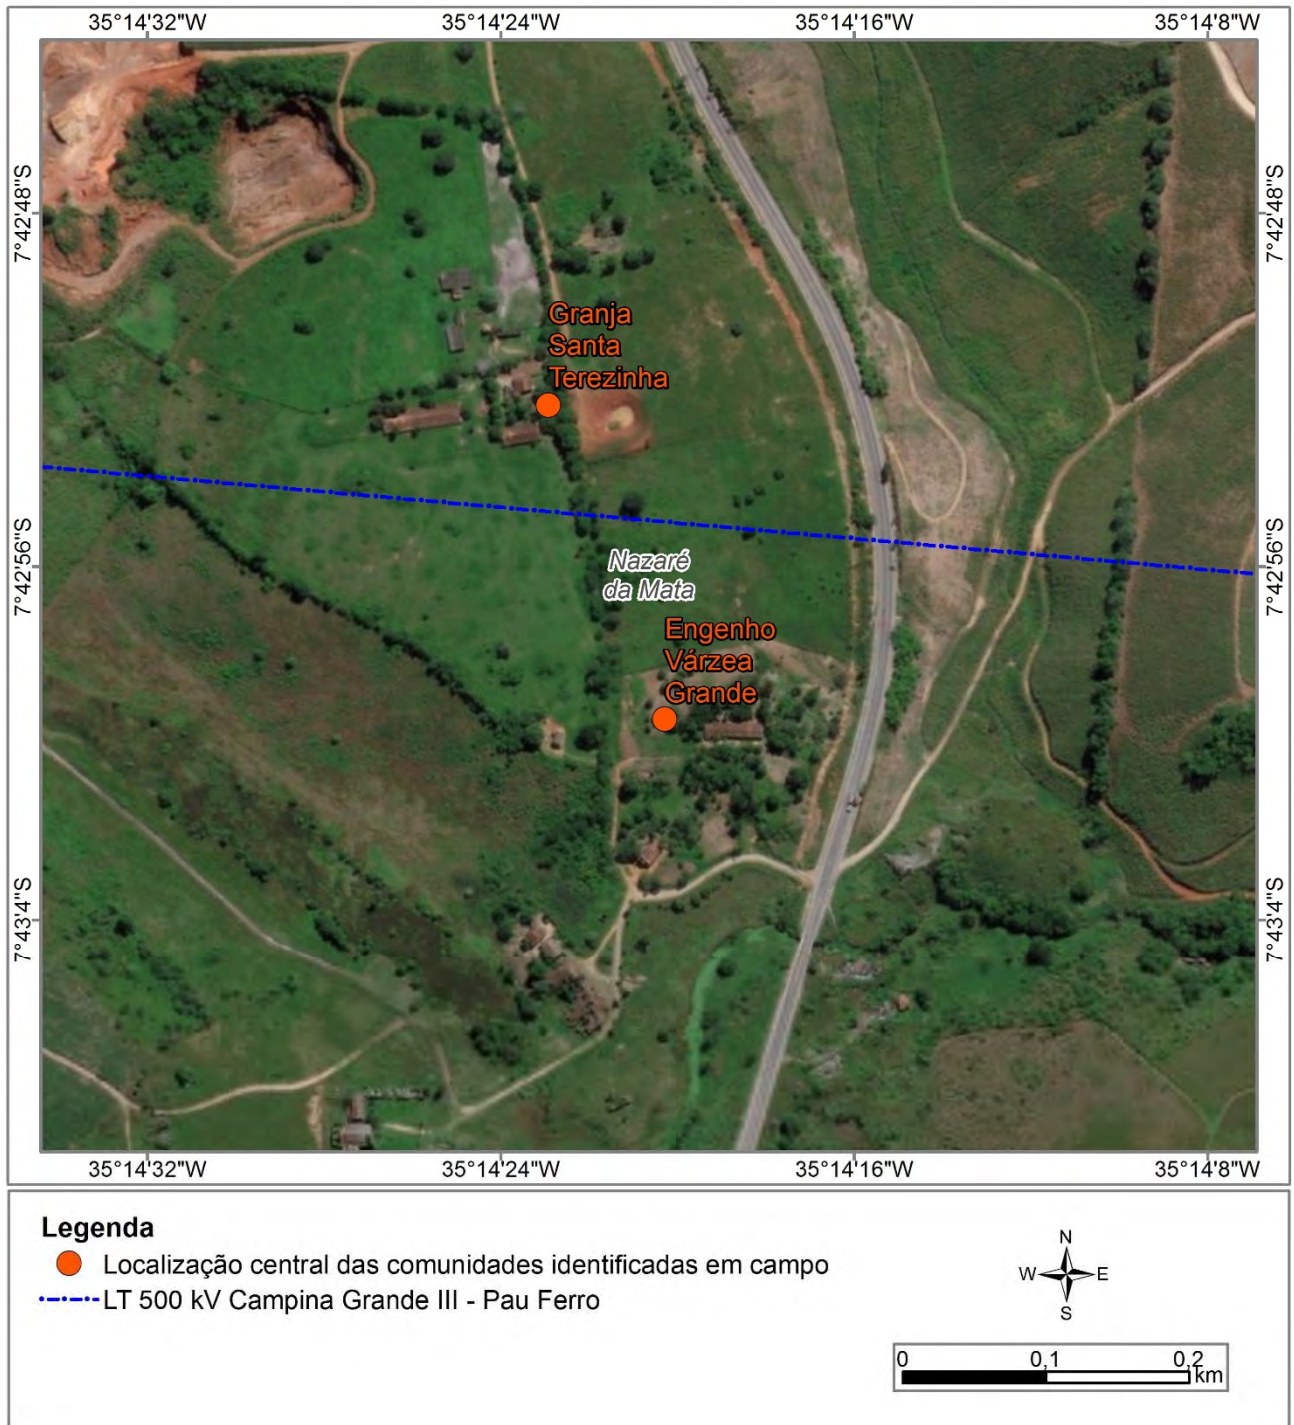 35°14'32"W
35°14'24"W
35°14'16"W
35°14'8"W
7°42'48"S
7°42'48"S
Granja
Santa
Terezinha
7°42'56"S
7°42'56"S
Nazaré
da Mata
Engenho
Várzea
Grande
7°43'4"S
7°43'4"S
35°14'32"W
35°14'24"W
35°14'16"W
35°14'8"W
Legenda
Localização central das comunidades identificadas em campo
LT 500 kV Campina Grande III - Pau Ferro
N
W
E
S
0
0,1
0,2
km